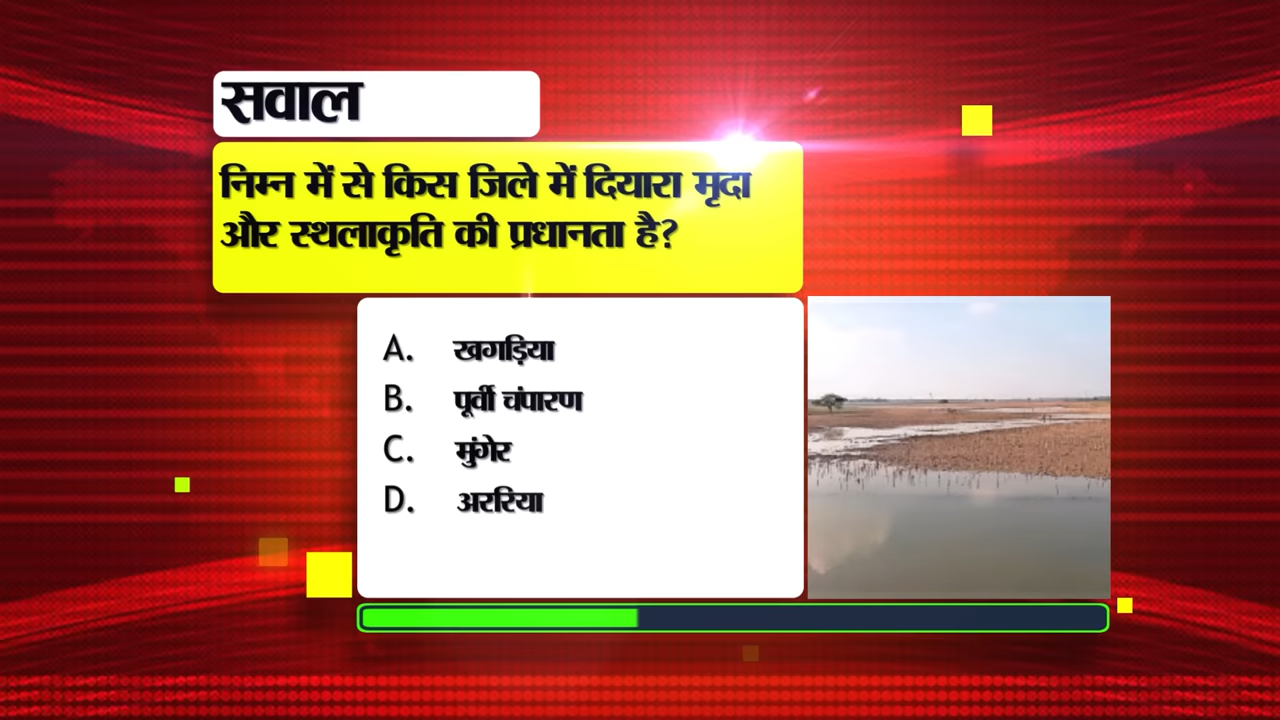 सवाल
निम्न में से किस जिले में दियारा मृदा
और स्थलाकृति की प्रधानता है?
A. खगड़िया
B. पूर्वी चंपारण
C. मुंगेर
D. अररिया